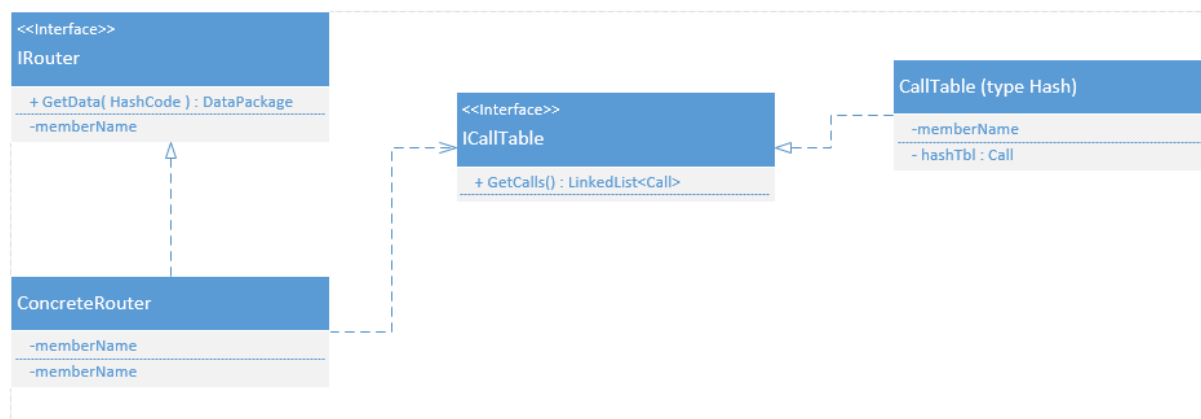 <<Interface>>
IRouter
+ GetData( HashCode ) : DataPackage
-memberName
<<Interface>>
ICallTable
+ GetCalls() : LinkedList<Call>
CallTable (type Hash)
-memberName
- hashTbl : Call
ConcreteRouter
-memberName
-memberName